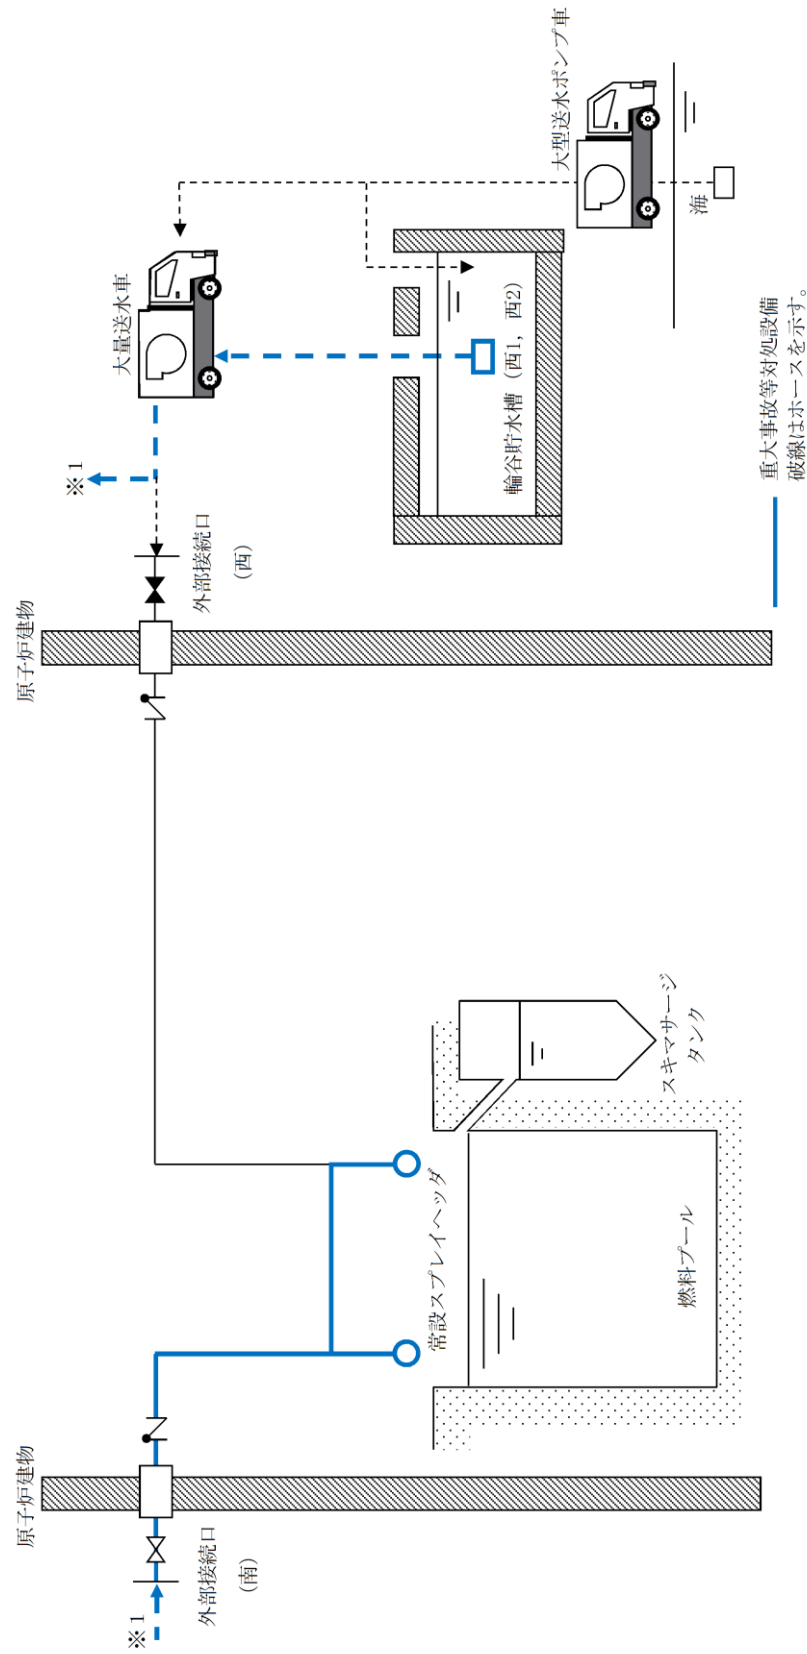 原子炉建物
※1
外部接続口
(南)
常設スプレイヘッダ
燃料プール
スキマサージ
タンク
原子炉建物
外部接続口
(西)
※1
大量送水車
輪谷貯水槽 (西1, 西2)
大型送水ポンプ車
海
重大事故等対処設備
破線はホースを示す。